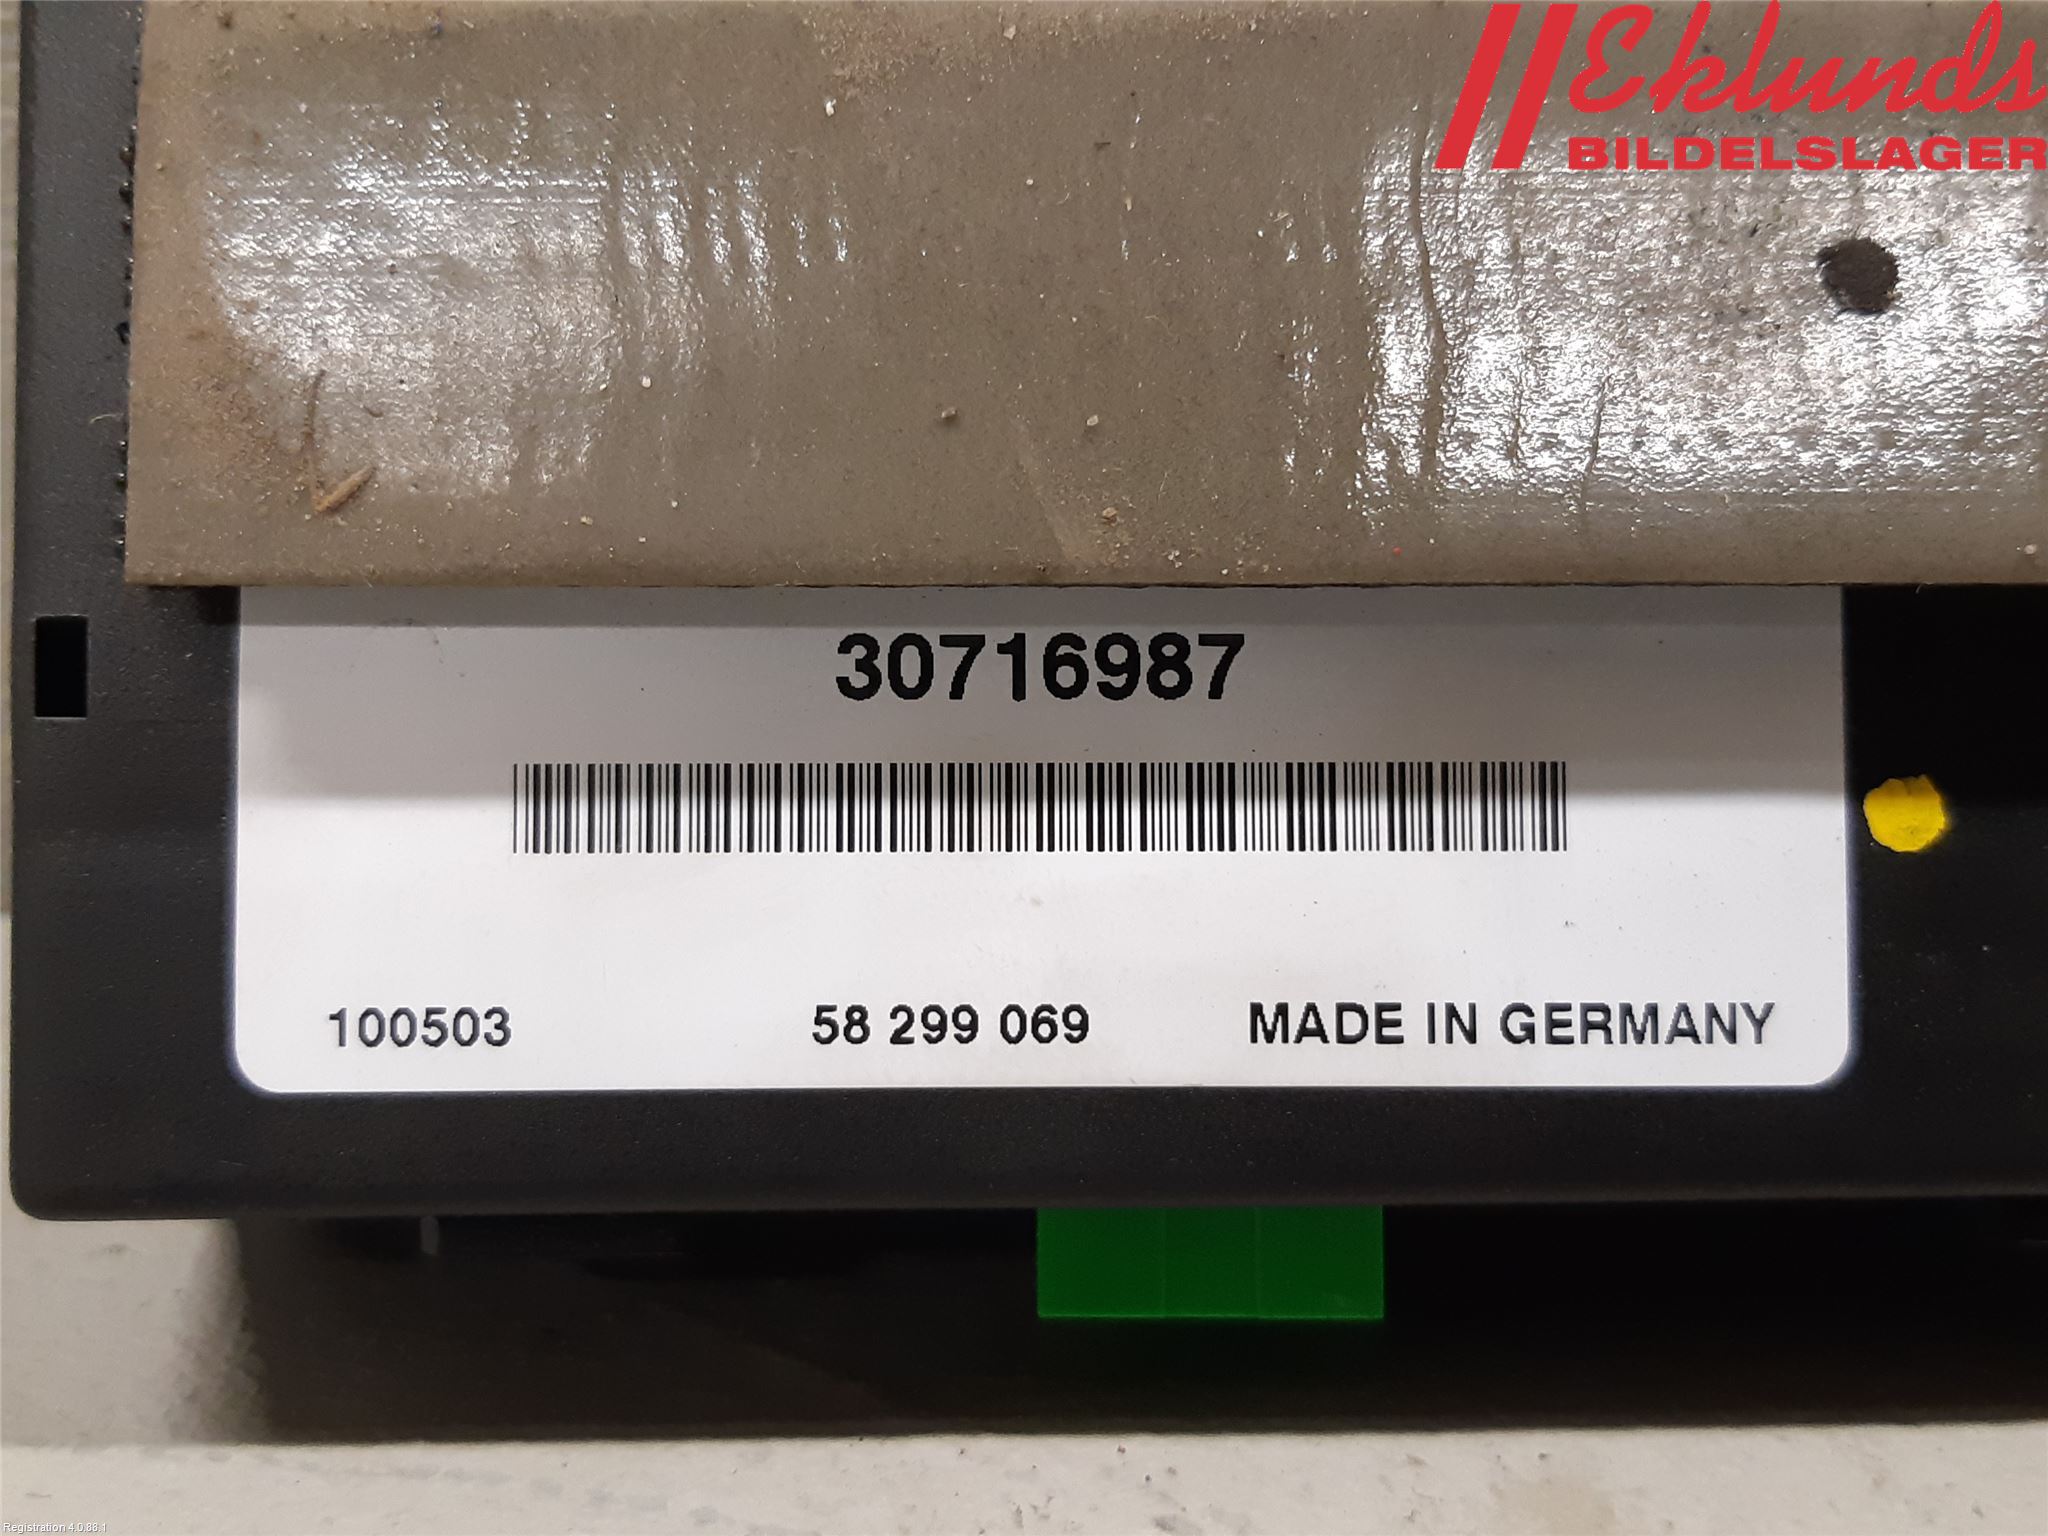 Eklunds
BILDELSLAGER
30716987
100503 58 299 069 MADE IN GERMANY
Registration 4.0.88.1